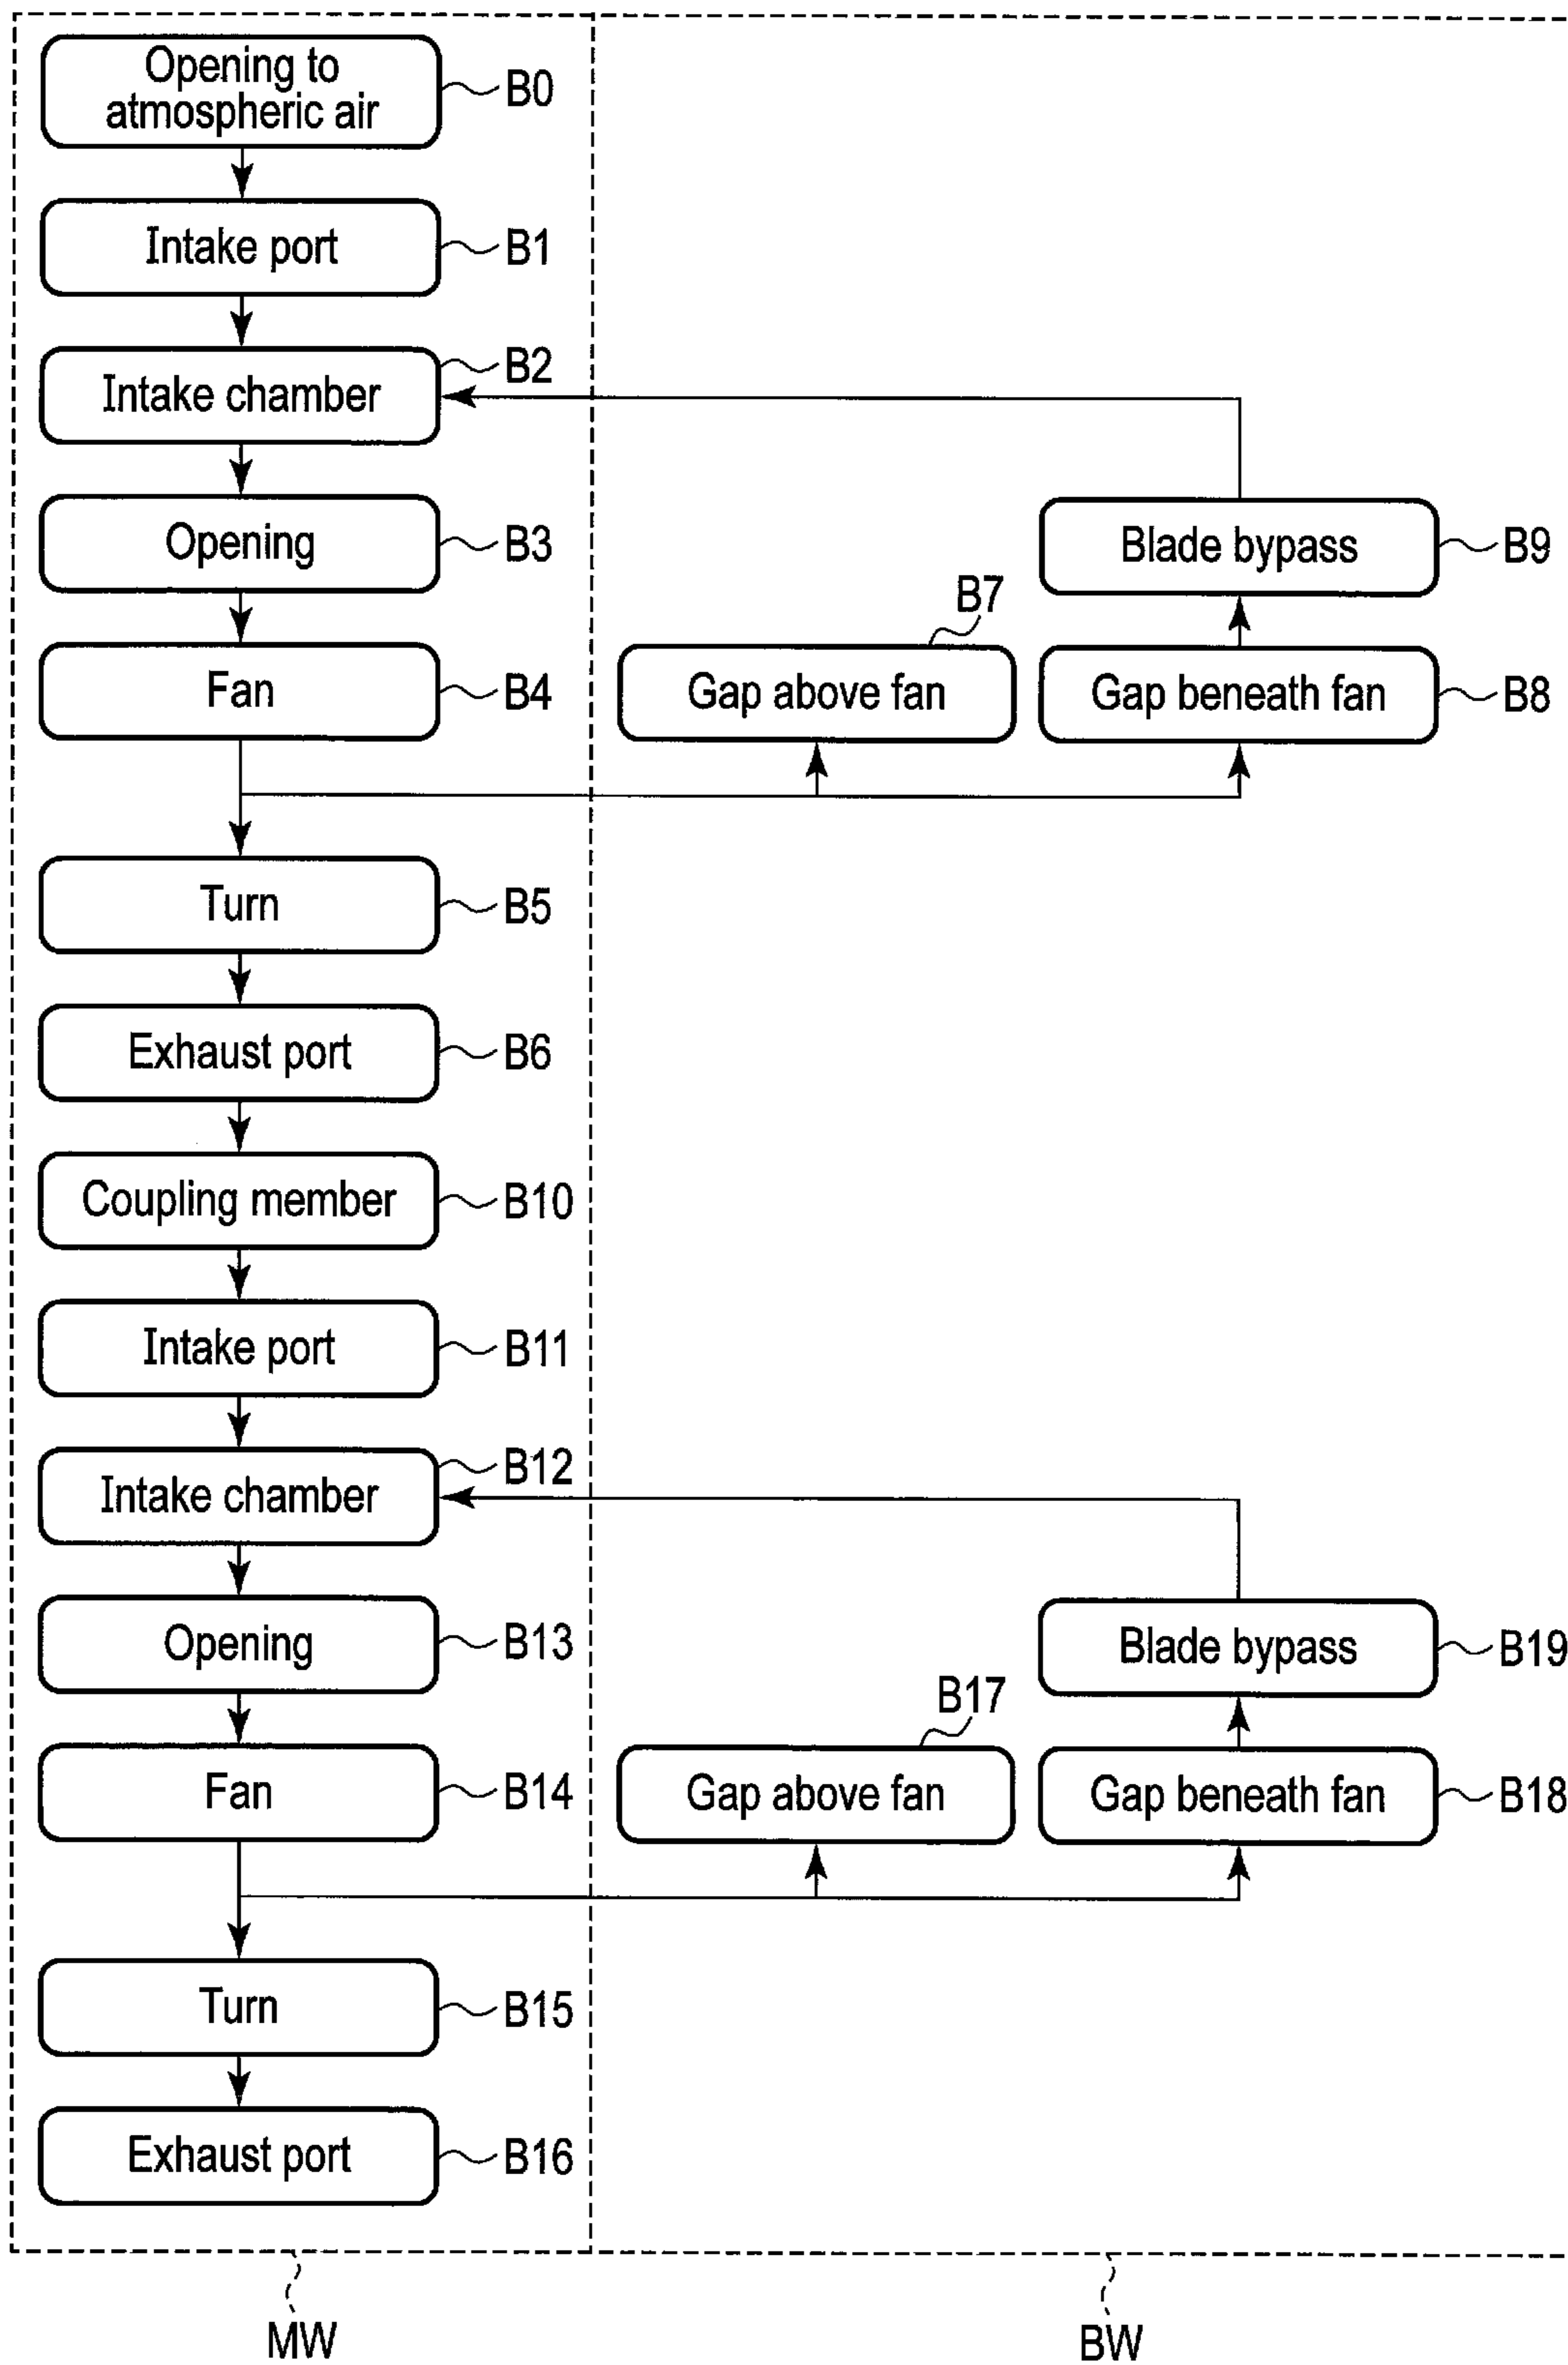 Opening to
atmospheric air
B0
Intake port
B1
Intake chamber
B2
Opening
B3
Blade bypass
B9
B7
Fan
B4
Gap above fan
Gap beneath fan
B8
Turn
B5
Exhaust port
B6
Coupling member
B10
Intake port
B11
Intake chamber
B12
Opening
B13
Blade bypass
B19
B17
Fan
B14
Gap above fan
Gap beneath fan
B18
Turn
B15
Exhaust port
B16
MW
BW